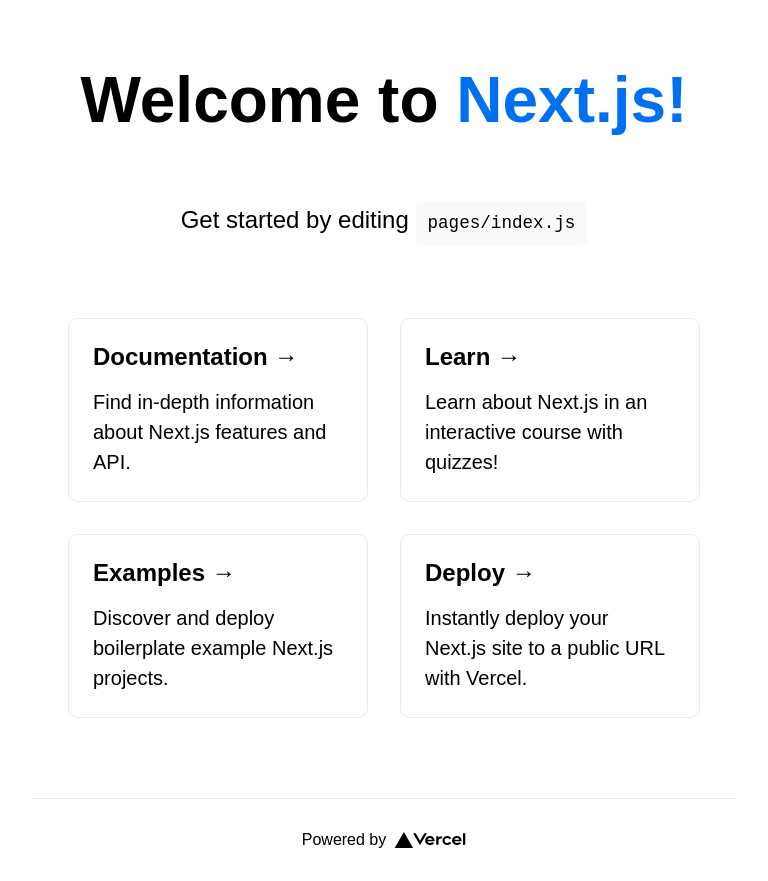 Welcome to Next.js!
Get started by editing pages/index.js
Documentation →
Find in-depth information
about Next.js features and
API.
Learn →
Learn about Next.js in an
interactive course with
quizzes!
Examples →
Discover and deploy
boilerplate example Next.js
projects.
Deploy →
Instantly deploy your
Next.js site to a public URL
with Vercel.
Powered by Vercel